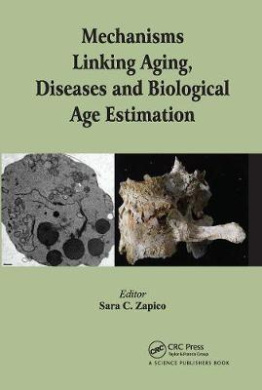 Mechanisms
Linking Aging,
Diseases and Biological
Age Estimation
Editor
Sara C. Zapico
CRC Press
Taylor & Francis Group
A SCIENCE PUBLISHERS BOOK